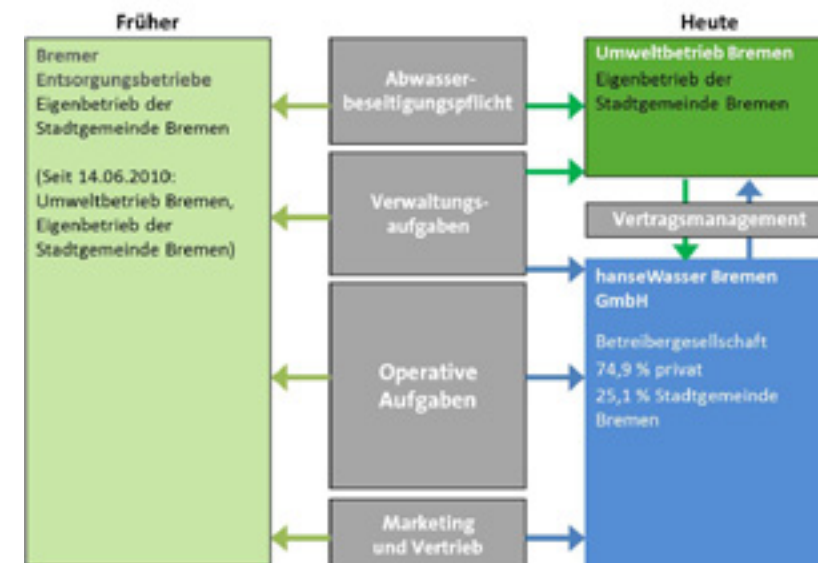 Früher
Bremer
Entsorgungsbetriebe
Eigenbetrieb der
Stadtgemeinde Bremen
(Seit 14.06.2010:
Umweltbetrieb Bremen,
Eigenbetrieb der
Stadtgemeinde Bremen)
Abwasser-
beseitigungspflicht
Verwaltungs-
aufgaben
Operative
Aufgaben
Marketing
und Vertrieb
Heute
Umweltbetrieb Bremen
Eigenbetrieb der
Stadtgemeinde Bremen
Vertragsmanagement
hanseWasser Bremen
GmbH
Betreibergesellschaft
74,9 % privat
25,1 % Stadtgemeinde
Bremen